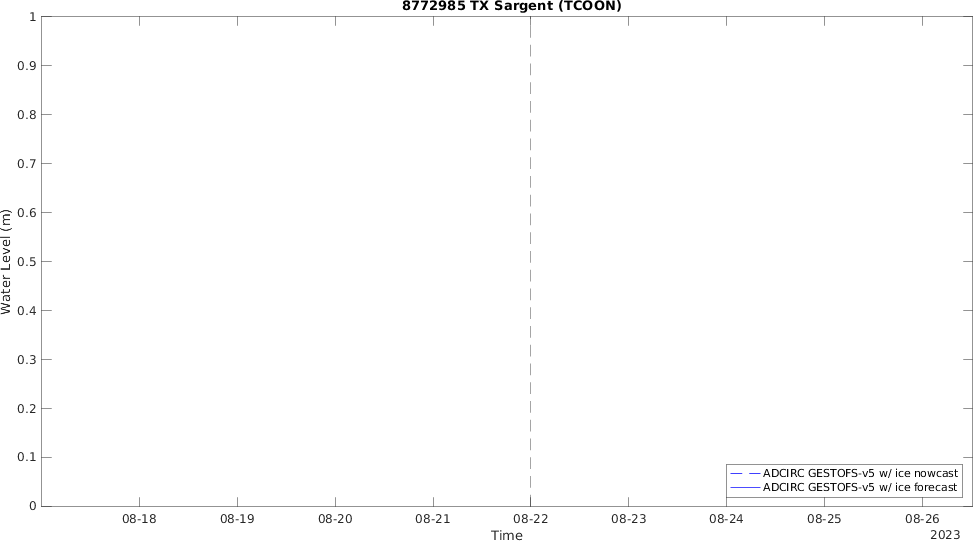 8772985 TX Sargent (TCOON)
1
0.9
0.8
0.7
0.6
0.5
0.4
0.3
0.2
0.1
0
Water Level (m)
ADCIRC GESTOFS-v5 w/ ice nowcast
ADCIRC GESTOFS-v5 w/ ice forecast
08-18 08-19 08-20 08-21 08-22 08-23 08-24 08-25 08-26
Time
2023